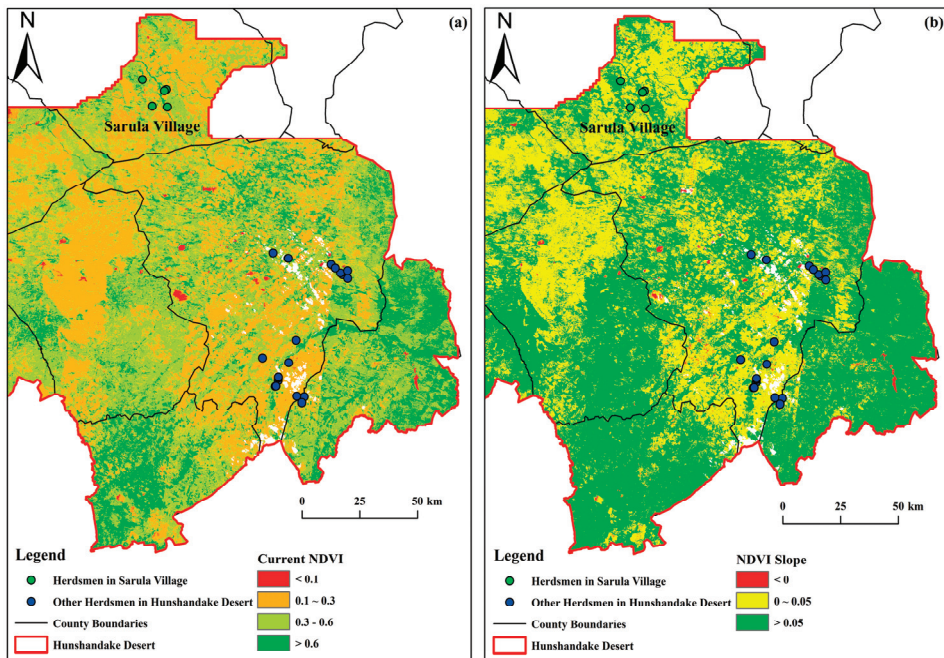 N
(a)
Sarula Village
0 25 50 km
Legend
Herdsmen in Sarula Village
Other Herdsmen in Hunshandake Desert
County Boundaries
Hunshandake Desert
Current NDVI
< 0.1
0.1 ~ 0.3
0.3 - 0.6
> 0.6
N
(b)
Sarula Village
0 25 50 km
Legend
Herdsmen in Sarula Village
Other Herdsmen in Hunshandake Desert
County Boundaries
Hunshandake Desert
NDVI Slope
< 0
0 ~ 0.05
> 0.05